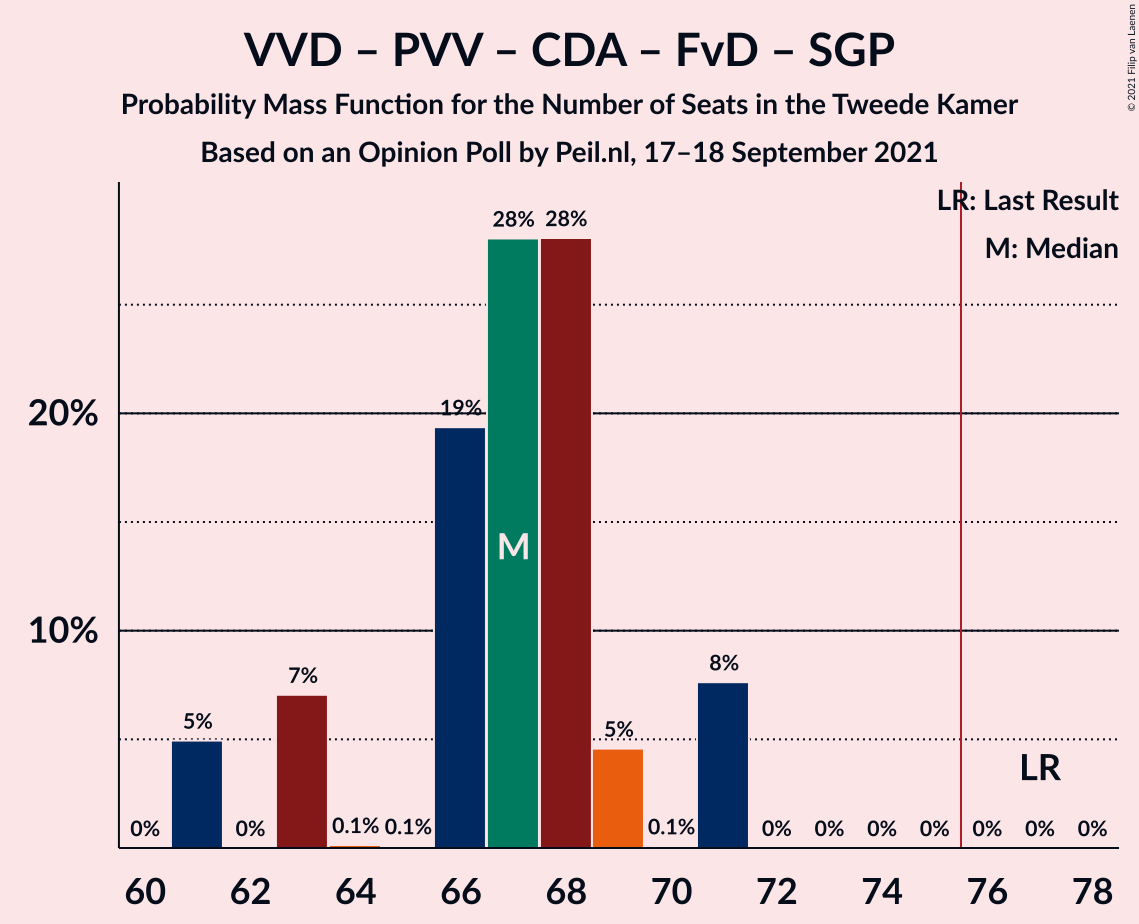 VVD – PVV – CDA – FvD – SGP
Probability Mass Function for the Number of Seats in the Tweede Kamer
Based on an Opinion Poll by Peil.nl, 17–18 September 2021
© 2021 Filip van Laenen
LR: Last Result
M: Median
28% 28%
20%
19%
M
10%
8%
7%
5%
5%
LR
0% 0% 0.1% 0.1% 0.1% 0% 0% 0% 0% 0% 0% 0%
60 62 64 66 68 70 72 74 76 78